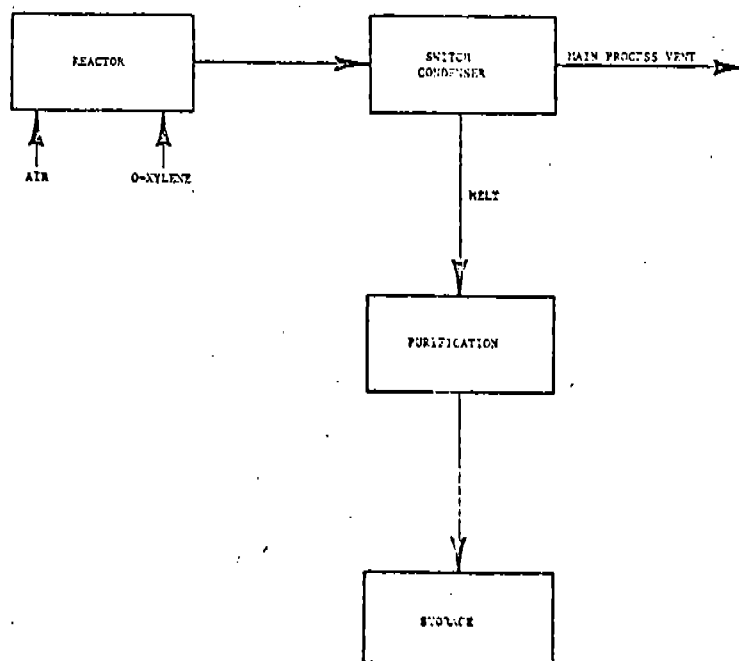 REACTOR
SWITCH
CONDENSER
MAIN PROCESS VENT
AIR
O-XYLENE
MELT
PURIFICATION
STORAGE